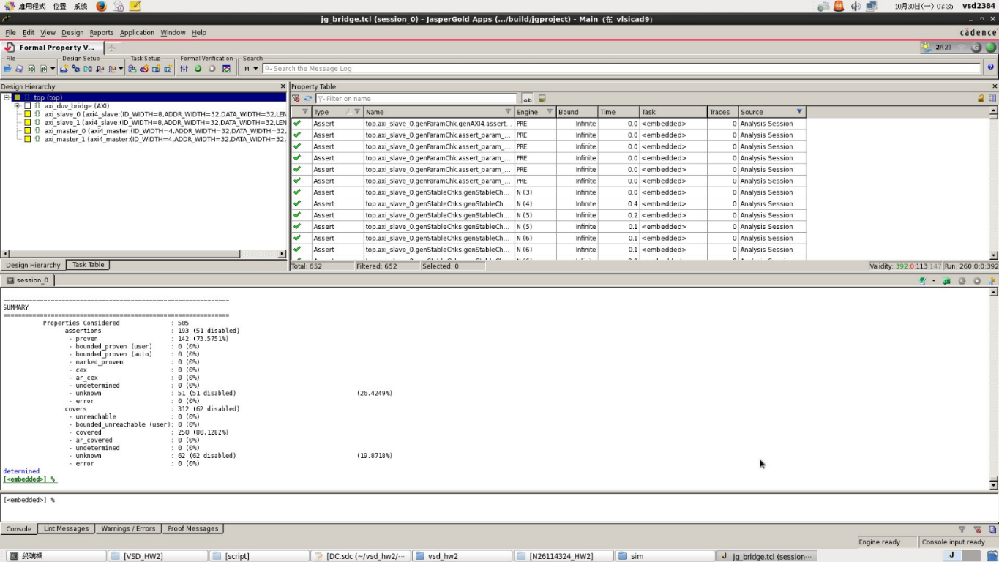 應用程式 位置 系統 10月30日(一) 07:35 vsd2384
jg_bridge.tcl (session_0) - JasperGold Apps (.../build/jgproject) - Main (在 vlsicad9)
File Edit View Design Reports Application Window Help
cādence
Formal Property V... 2/(2)
File Design Setup Task Setup Formal Verification Search
M Search the Message Log
Design Hierarchy
top (top)
axi_duv_bridge (AXI)
axi_slave_0 (axi4_slave:(ID_WIDTH=8,ADDR_WIDTH=32,DATA_WIDTH=32,LEN
axi_slave_1 (axi4_slave:(ID_WIDTH=8,ADDR_WIDTH=32,DATA_WIDTH=32,LEN
axi_master_0 (axi4_master:(ID_WIDTH=4,ADDR_WIDTH=32,DATA_WIDTH=32,
axi_master_1 (axi4_master:(ID_WIDTH=4,ADDR_WIDTH=32,DATA_WIDTH=32,
Design Hierarchy Task Table
Property Table
Filter on name
Type Name Engine Bound Time Task Traces Source
Assert top.axi_slave_0.genParamChk.genAXI4.assert... PRE Infinite 0.0 <embedded> 0 Analysis Session
Assert top.axi_slave_0.genParamChk.assert_param_... PRE Infinite 0.0 <embedded> 0 Analysis Session
Assert top.axi_slave_0.genParamChk.assert_param_... PRE Infinite 0.0 <embedded> 0 Analysis Session
Assert top.axi_slave_0.genParamChk.assert_param_... PRE Infinite 0.0 <embedded> 0 Analysis Session
Assert top.axi_slave_0.genParamChk.assert_param_... PRE Infinite 0.0 <embedded> 0 Analysis Session
Assert top.axi_slave_0.genParamChk.assert_param_... PRE Infinite 0.0 <embedded> 0 Analysis Session
Assert top.axi_slave_0.genStableChks.genStableCh... N (3) Infinite 0.0 <embedded> 0 Analysis Session
Assert top.axi_slave_0.genStableChks.genStableCh... N (4) Infinite 0.4 <embedded> 0 Analysis Session
Assert top.axi_slave_0.genStableChks.genStableCh... N (5) Infinite 0.2 <embedded> 0 Analysis Session
Assert top.axi_slave_0.genStableChks.genStableCh... N (5) Infinite 0.1 <embedded> 0 Analysis Session
Assert top.axi_slave_0.genStableChks.genStableCh... N (6) Infinite 0.1 <embedded> 0 Analysis Session
Assert top.axi_slave_0.genStableChks.genStableCh... N (6) Infinite 0.1 <embedded> 0 Analysis Session
Total: 652 Filtered: 652 Selected: 0 Validity: 392:0:113:147 Run: 260:0:0:392
session_0
==============================================================
SUMMARY
==============================================================
Properties Considered : 505
assertions : 193 (51 disabled)
- proven : 142 (73.5751%)
- bounded_proven (user) : 0 (0%)
- bounded_proven (auto) : 0 (0%)
- marked_proven : 0 (0%)
- cex : 0 (0%)
- ar_cex : 0 (0%)
- undetermined : 0 (0%)
- unknown : 51 (51 disabled) (26.4249%)
- error : 0 (0%)
covers : 312 (62 disabled)
- unreachable : 0 (0%)
- bounded_unreachable (user): 0 (0%)
- covered : 250 (80.1282%)
- ar_covered : 0 (0%)
- undetermined : 0 (0%)
- unknown : 62 (62 disabled) (19.8718%)
- error : 0 (0%)
determined
[<embedded>] %
[<embedded>] %
Console Lint Messages Warnings / Errors Proof Messages
Engine ready Console input ready
終端機 [VSD_HW2] [script] [DC.sdc (~/vsd_hw2/... vsd_hw2 [N26114324_HW2] sim jg_bridge.tcl (session...